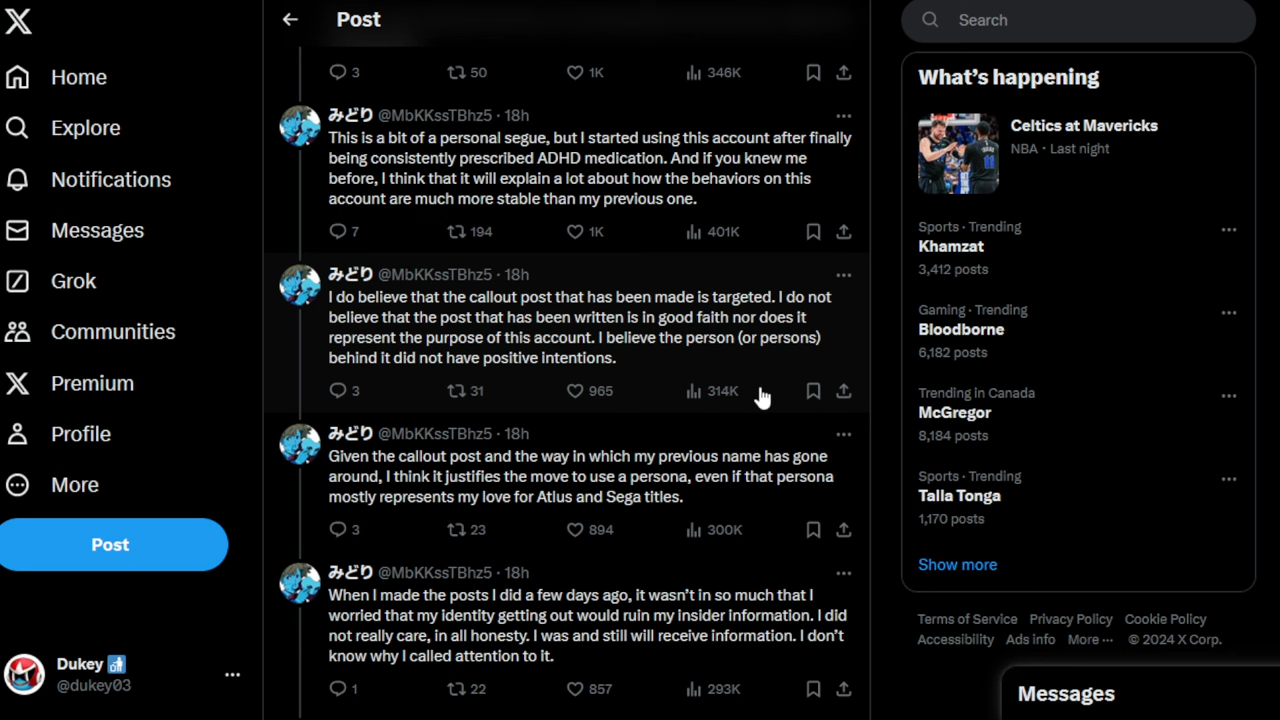 Home
Explore
Notifications
Messages
Grok
Communities
Premium
Profile
More
Post
Dukey
@dukey03
Post
3 50 1K 346K
みどり @MbKKssTBhz5 · 18h
This is a bit of a personal segue, but I started using this account after finally
being consistently prescribed ADHD medication. And if you knew me
before, I think that it will explain a lot about how the behaviors on this
account are much more stable than my previous one.
7 194 1K 401K
みどり @MbKKssTBhz5 · 18h
I do believe that the callout post that has been made is targeted. I do not
believe that the post that has been written is in good faith nor does it
represent the purpose of this account. I believe the person (or persons)
behind it did not have positive intentions.
3 31 965 314K
みどり @MbKKssTBhz5 · 18h
Given the callout post and the way in which my previous name has gone
around, I think it justifies the move to use a persona, even if that persona
mostly represents my love for Atlus and Sega titles.
3 23 894 300K
みどり @MbKKssTBhz5 · 18h
When I made the posts I did a few days ago, it wasn't in so much that I
worried that my identity getting out would ruin my insider information. I did
not really care, in all honesty. I was and still will receive information. I don't
know why I called attention to it.
1 22 857 293K
Search
What's happening
Celtics at Mavericks
NBA · Last night
Sports · Trending
Khamzat
3,412 posts
Gaming · Trending
Bloodborne
6,182 posts
Trending in Canada
McGregor
8,184 posts
Sports · Trending
Talla Tonga
1,170 posts
Show more
Terms of Service Privacy Policy Cookie Policy
Accessibility Ads info More ··· © 2024 X Corp.
Messages